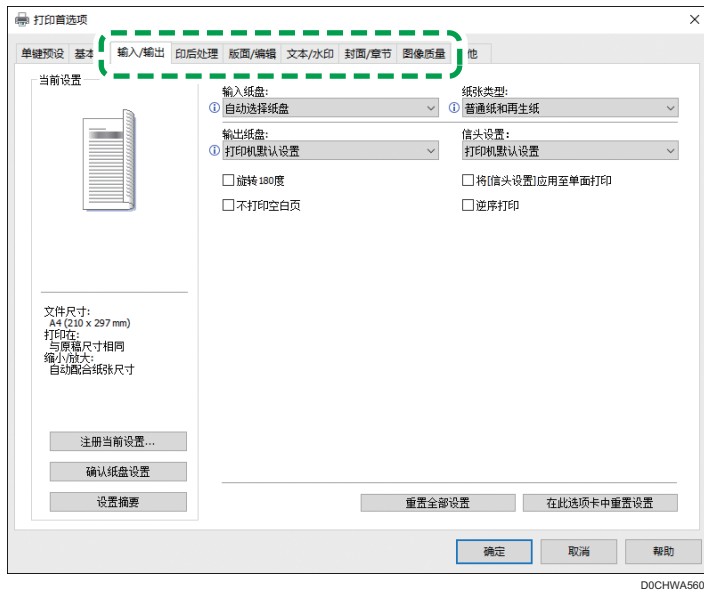 打印首选项
单键预设 基本 输入/输出 印后处理 版面/编辑 文本/水印 封面/章节 图像质量 他
当前设置
输入纸盘: 纸张类型:
自动选择纸盘 普通纸和再生纸
输出纸盘: 信头设置:
打印机默认设置 打印机默认设置
旋转180度 将[信头设置]应用至单面打印
不打印空白页 逆序打印
文件尺寸:
A4 (210 x 297 mm)
打印在:
与原稿尺寸相同
缩小/放大:
自动配合纸张尺寸
注册当前设置...
确认纸盘设置
设置摘要
重置全部设置 在此选项卡中重置设置
确定 取消 帮助
D0CHWA560